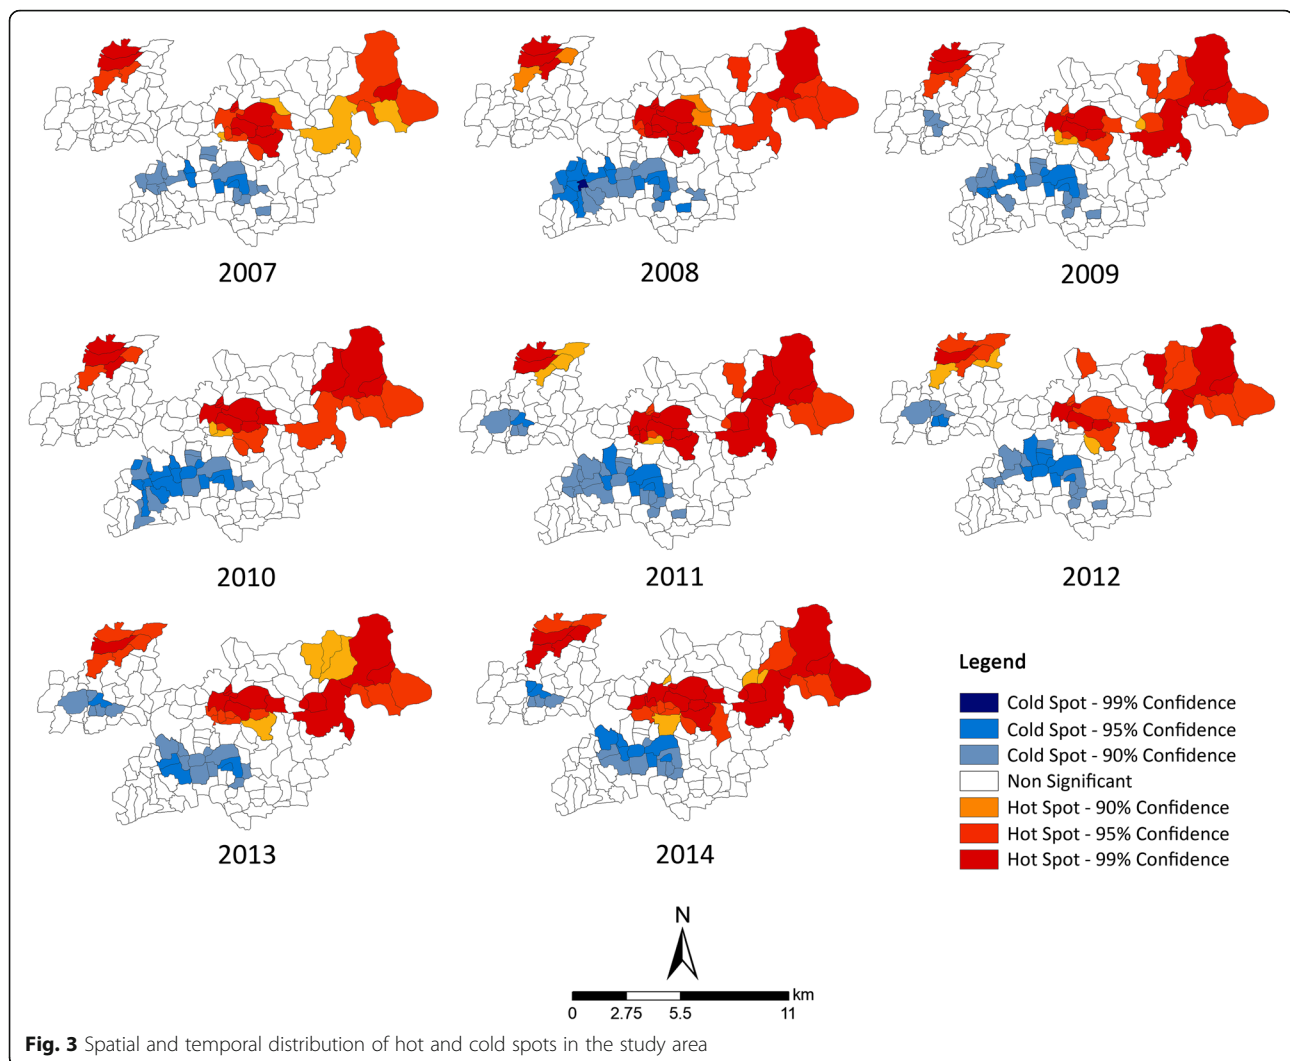 2007
2008
2009
2010
2011
2012
2013
2014
Legend
Cold Spot - 99% Confidence
Cold Spot - 95% Confidence
Cold Spot - 90% Confidence
Non Significant
Hot Spot - 90% Confidence
Hot Spot - 95% Confidence
Hot Spot - 99% Confidence
N
km
0 2.75 5.5 11
Fig. 3 Spatial and temporal distribution of hot and cold spots in the study area